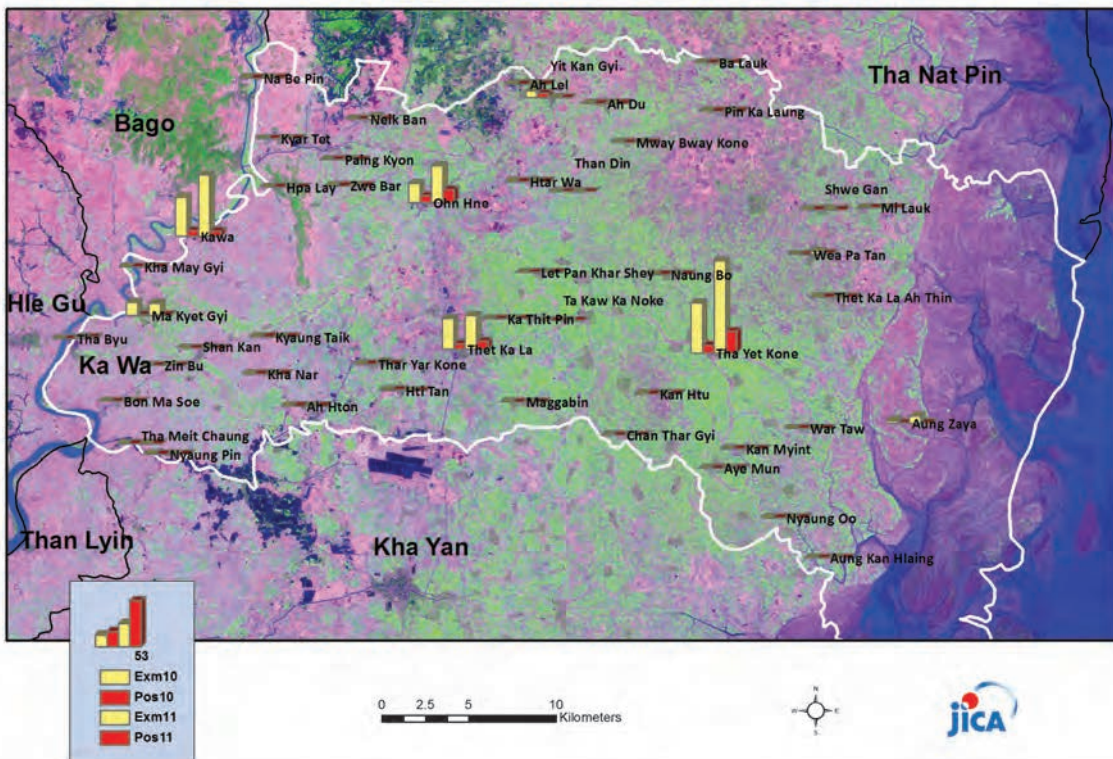 Yit Kan Gyi
Ba Lauk
Tha Nat Pin
Na Be Pin
Ah Lel
Ah Du
Pin Ka Laung
Bago
Neik Ban
Kyar Tet
Mway Bway Kone
Paing Kyon
Than Din
Hpa Lay
Zwe Bar
Htar Wa
Shwe Gan
Ohn Hne
Mi Lauk
Kawa
Wea Pa Tan
Kha May Gyi
Let Pan Khar Shey
Naung Bo
Hle Gu
Ta Kaw Ka Noke
Thet Ka La Ah Thin
Ma Kyet Gyi
Ka Thit Pin
Tha Byu
Kyaung Taik
Shan Kan
Thet Ka La
Tha Yet Kone
Ka Wa
Zin Bu
Thar Yar Kone
Kha Nar
Hti Tan
Kan Htu
Bon Ma Soe
Ah Hton
Maggabin
Aung Zaya
War Taw
Tha Meit Chaung
Chan Thar Gyi
Nyaung Pin
Kan Myint
Aye Mun
Nyaung Oo
Than Lyin
Kha Yan
Aung Kan Hlaing
53
Exm10
Pos10
Exm11
Pos11
0 2.5 5 10
Kilometers
N
W E
S
jICA